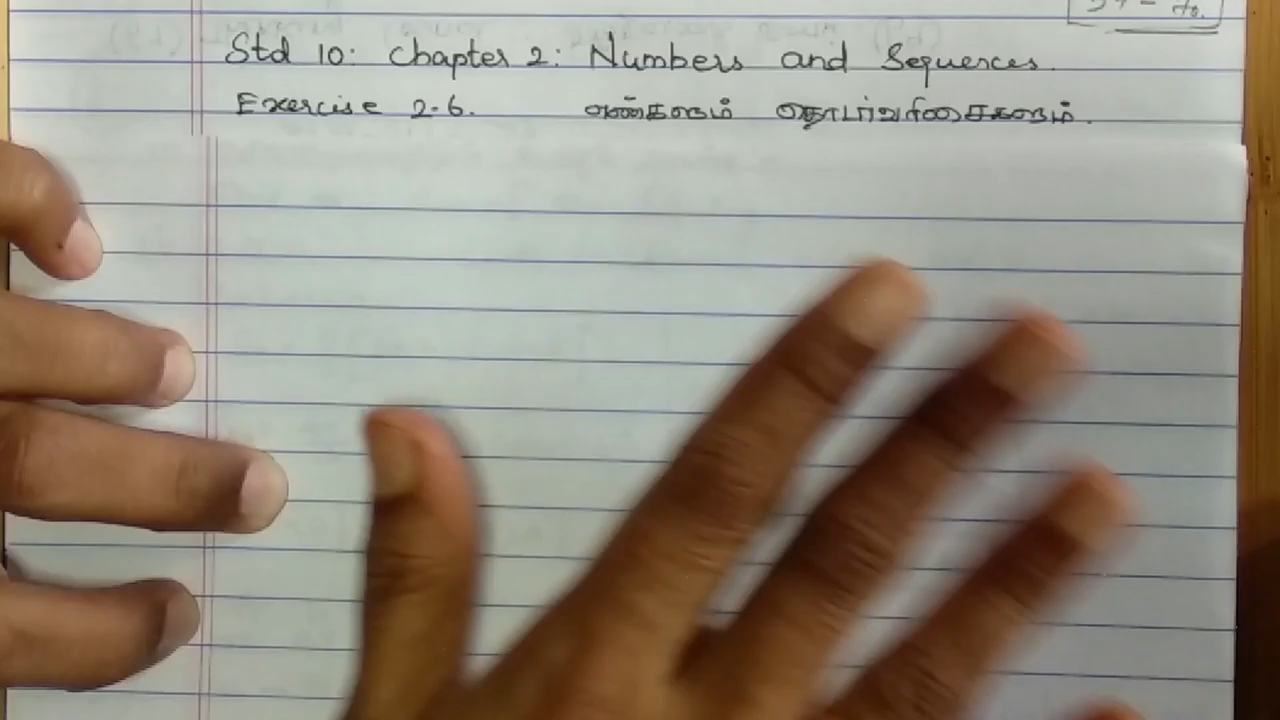 Std 10: Chapter 2: Numbers and Sequences.
Exercise 2.6. எண்களும் தொடர்வரிசைகளும்.